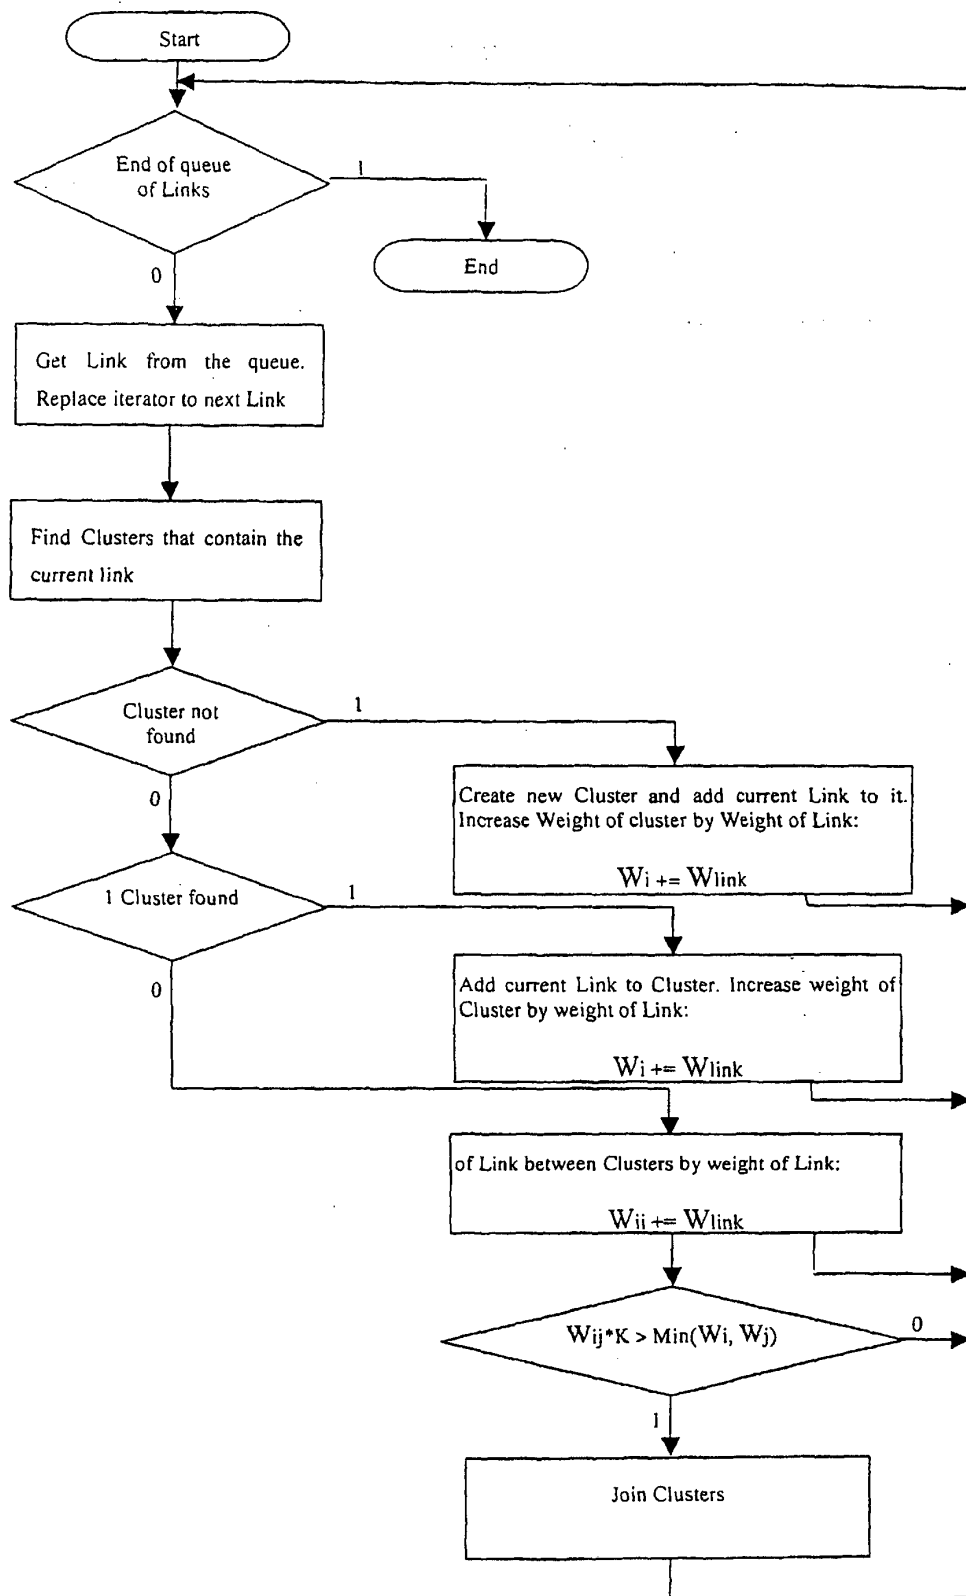 Start
End of queue
of Links
1
End
0
Get Link from the queue.
Replace iterator to next Link
Find Clusters that contain the
current link
Cluster not
found
1
0
Create new Cluster and add current Link to it.
Increase Weight of cluster by Weight of Link:
Wi += Wlink
1 Cluster found
1
0
Add current Link to Cluster. Increase weight of
Cluster by weight of Link:
Wi += Wlink
of Link between Clusters by weight of Link:
Wii += Wlink
Wij*K > Min(Wi, Wj)
0
1
Join Clusters